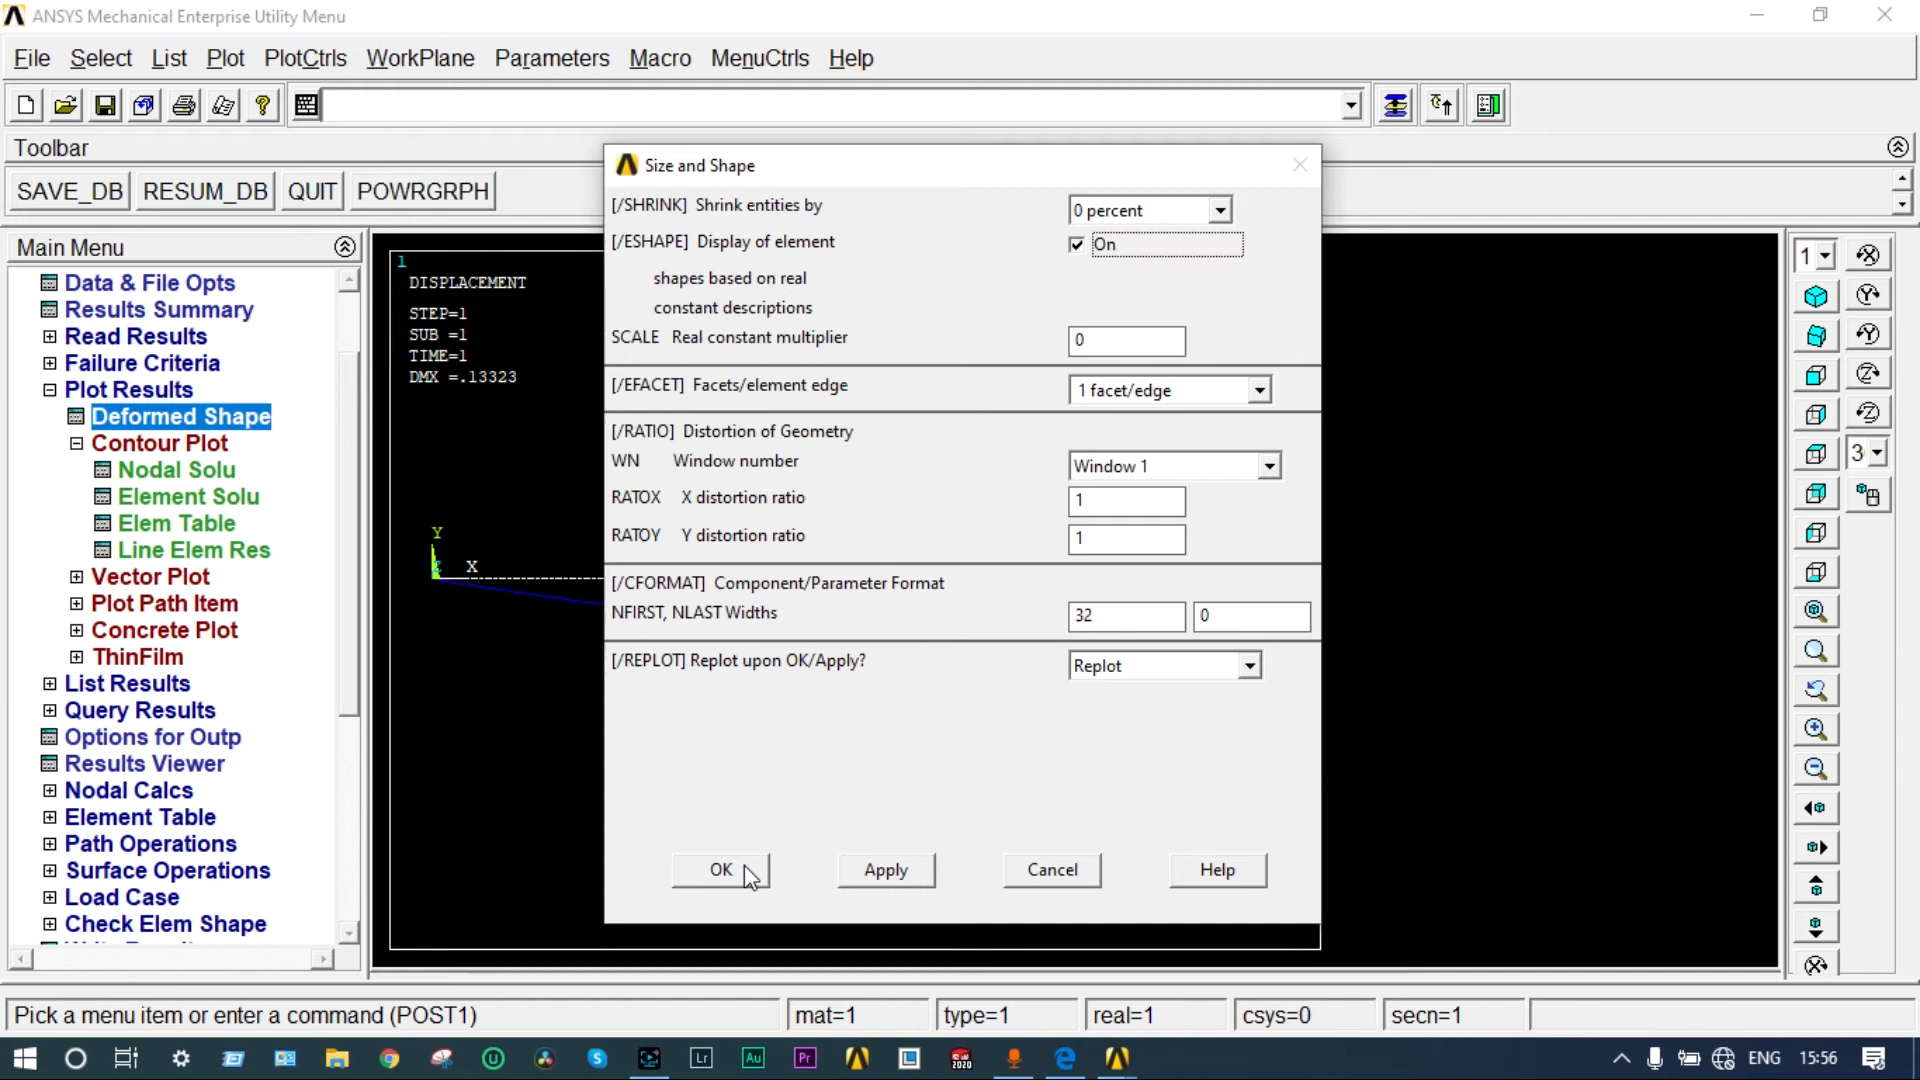 ANSYS Mechanical Enterprise Utility Menu
File Select List Plot PlotCtrls WorkPlane Parameters Macro MenuCtrls Help
Toolbar
SAVE_DB RESUM_DB QUIT POWRGRPH
Main Menu
Data & File Opts
Results Summary
Read Results
Failure Criteria
Plot Results
Deformed Shape
Contour Plot
Nodal Solu
Element Solu
Elem Table
Line Elem Res
Vector Plot
Plot Path Item
Concrete Plot
ThinFilm
List Results
Query Results
Options for Outp
Results Viewer
Nodal Calcs
Element Table
Path Operations
Surface Operations
Load Case
Check Elem Shape
1
DISPLACEMENT
STEP=1
SUB =1
TIME=1
DMX =.13323
Y
X
Size and Shape
[/SHRINK] Shrink entities by 0 percent
[/ESHAPE] Display of element On
shapes based on real
constant descriptions
SCALE Real constant multiplier 0
[/EFACET] Facets/element edge 1 facet/edge
[/RATIO] Distortion of Geometry
WN Window number Window 1
RATOX X distortion ratio 1
RATOY Y distortion ratio 1
[/CFORMAT] Component/Parameter Format
NFIRST, NLAST Widths 32 0
[/REPLOT] Replot upon OK/Apply? Replot
OK Apply Cancel Help
1
3
Pick a menu item or enter a command (POST1) mat=1 type=1 real=1 csys=0 secn=1
Lr Au Pr ENG 15:56